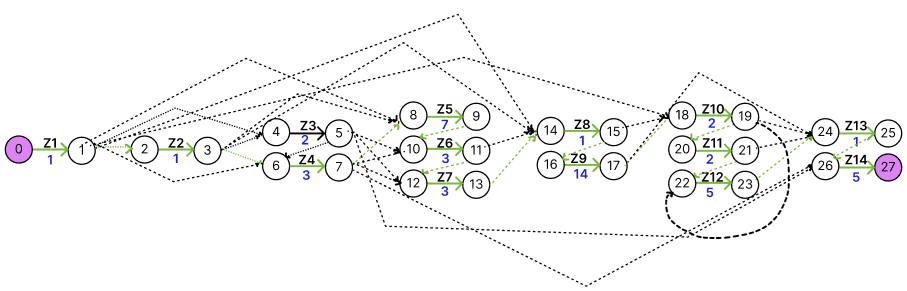 0 Z1 1 1 2 Z2 1 3 4 Z3 2 5 6 Z4 3 7
8 Z5 7 9
10 Z6 3 11
12 Z7 3 13
14 Z8 1 15
16 Z9 14 17
18 Z10 2 19
20 Z11 2 21
22 Z12 5 23
24 Z13 1 25
26 Z14 5 27